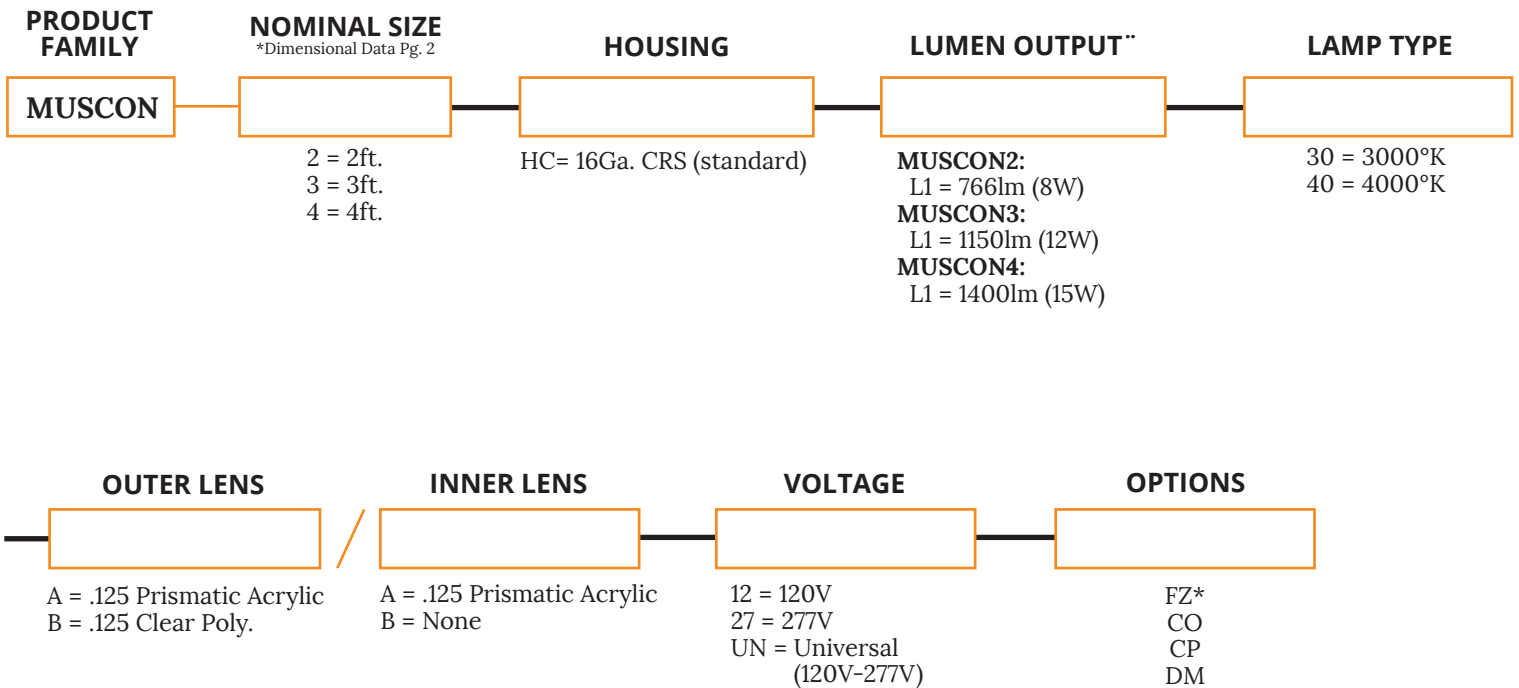 PRODUCT
FAMILY
NOMINAL SIZE
*Dimensional Data Pg. 2
HOUSING
LUMEN OUTPUT¨
LAMP TYPE
MUSCON
2 = 2ft.
3 = 3ft.
4 = 4ft.
HC= 16Ga. CRS (standard)
MUSCON2:
L1 = 766lm (8W)
MUSCON3:
L1 = 1150lm (12W)
MUSCON4:
L1 = 1400lm (15W)
30 = 3000°K
40 = 4000°K
OUTER LENS
/
INNER LENS
VOLTAGE
OPTIONS
A = .125 Prismatic Acrylic
B = .125 Clear Poly.
A = .125 Prismatic Acrylic
B = None
12 = 120V
27 = 277V
UN = Universal
(120V-277V)
FZ*
CO
CP
DM